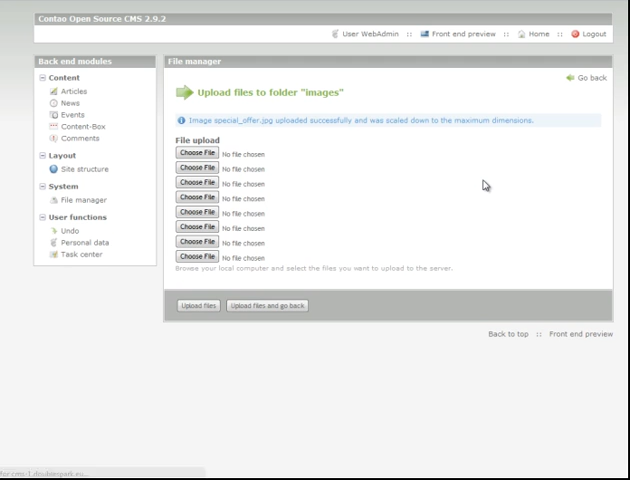 Contao Open Source CMS 2.9.2
User WebAdmin :: Front end preview :: Home :: Logout
Back end modules
Content
Articles
News
Events
Content-Box
Comments
Layout
Site structure
System
File manager
User functions
Undo
Personal data
Task center
File manager
Go back
Upload files to folder "images"
Image special_offer.jpg uploaded successfully and was scaled down to the maximum dimensions.
File upload
Choose File No file chosen
Choose File No file chosen
Choose File No file chosen
Choose File No file chosen
Choose File No file chosen
Choose File No file chosen
Choose File No file chosen
Choose File No file chosen
Browse your local computer and select the files you want to upload to the server.
Upload files Upload files and go back
Back to top :: Front end preview